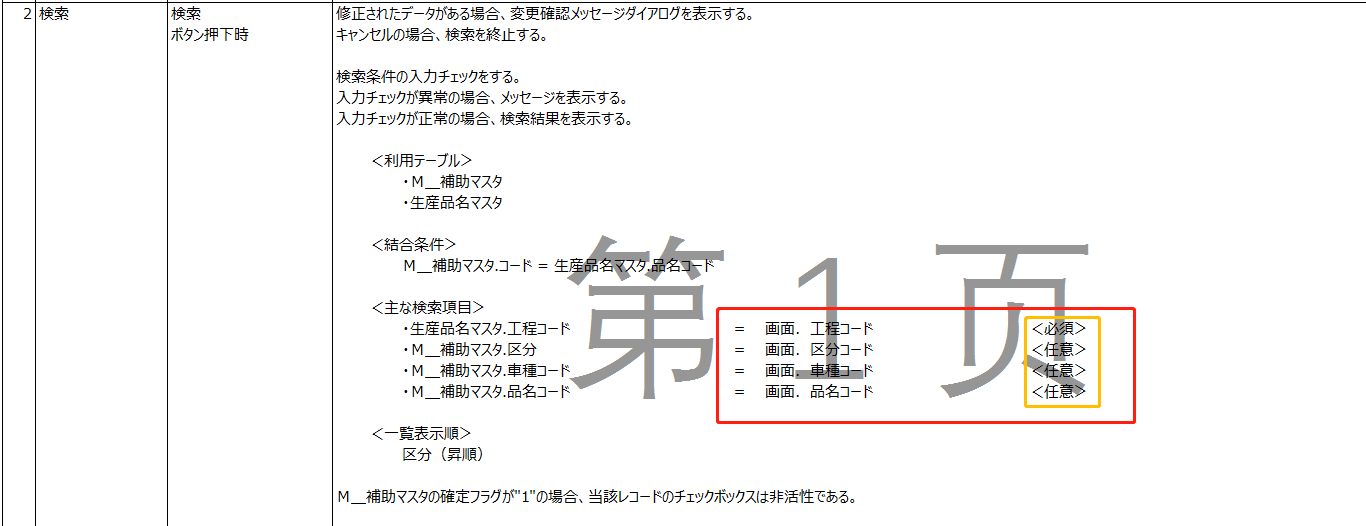 2 検索 検索 修正されたデータがある場合、変更確認メッセージダイアログを表示する。
ボタン押下時 キャンセルの場合、検索を終止する。
検索条件の入力チェックをする。
入力チェックが異常の場合、メッセージを表示する。
入力チェックが正常の場合、検索結果を表示する。
＜利用テーブル＞
・M__補助マスタ
・生産品名マスタ
＜結合条件＞
M__補助マスタ.コード = 生産品名マスタ.品名コード
＜主な検索項目＞
・生産品名マスタ.工程コード = 画面. 工程コード ＜必須＞
・M__補助マスタ.区分 = 画面. 区分コード ＜任意＞
・M__補助マスタ.車種コード = 画面. 車種コード ＜任意＞
・M__補助マスタ.品名コード = 画面. 品名コード ＜任意＞
＜一覧表示順＞
区分（昇順）
M__補助マスタの確定フラグが"1"の場合、当該レコードのチェックボックスは非活性である。
第 1 页